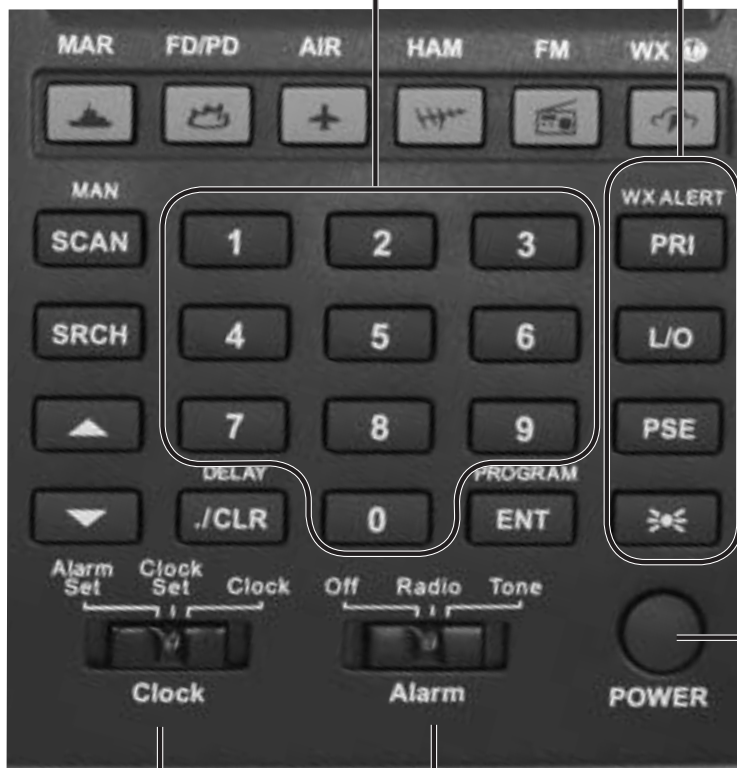 MAR FD/PD AIR HAM FM WX
MAN WX ALERT
SCAN 1 2 3 PRI
SRCH 4 5 6 L/O
7 8 9 PSE
DELAY PROGRAM
./CLR 0 ENT
Alarm Set Clock Set Clock Off Radio Tone
Clock Alarm POWER